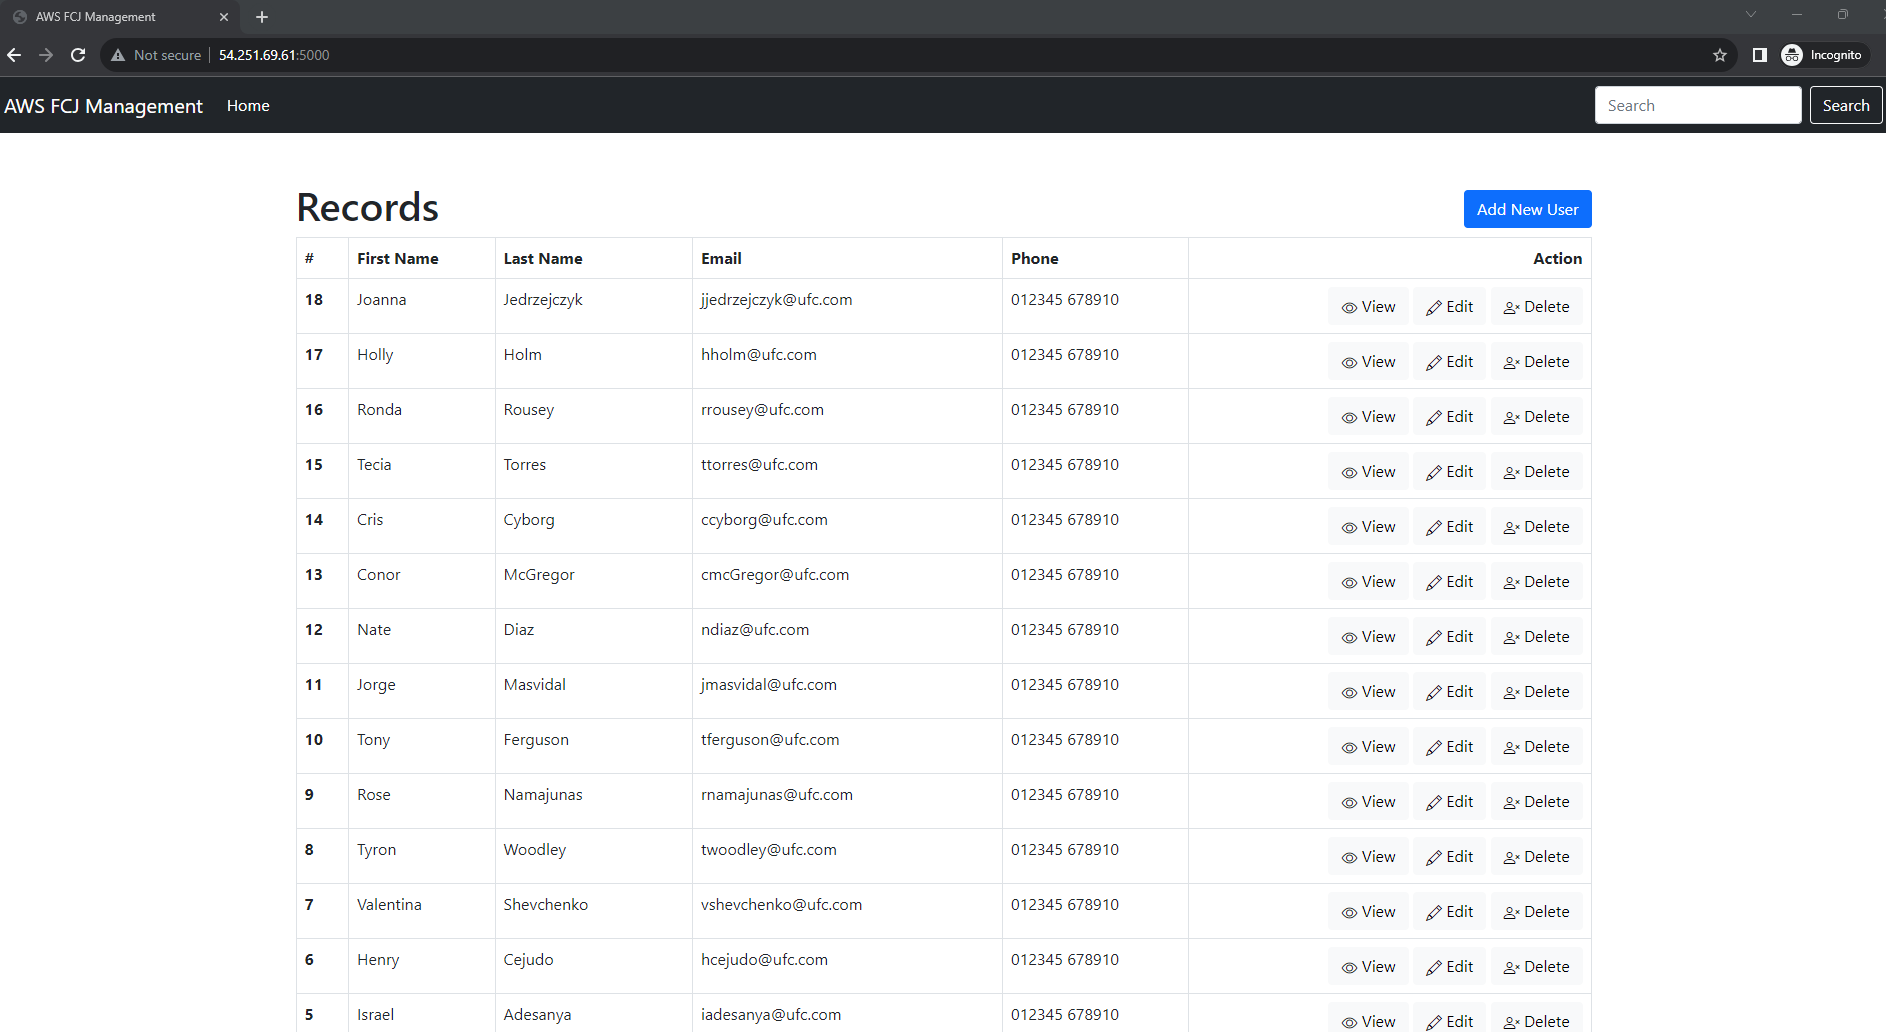 AWS FCJ Management
Not secure 54.251.69.61:5000
Incognito
AWS FCJ Management Home Search Search
Records Add New User
# First Name Last Name Email Phone Action
18 Joanna Jedrzejczyk jjedrzejczyk@ufc.com 012345 678910 View Edit Delete
17 Holly Holm hholm@ufc.com 012345 678910 View Edit Delete
16 Ronda Rousey rrousey@ufc.com 012345 678910 View Edit Delete
15 Tecia Torres ttorres@ufc.com 012345 678910 View Edit Delete
14 Cris Cyborg ccyborg@ufc.com 012345 678910 View Edit Delete
13 Conor McGregor cmcGregor@ufc.com 012345 678910 View Edit Delete
12 Nate Diaz ndiaz@ufc.com 012345 678910 View Edit Delete
11 Jorge Masvidal jmasvidal@ufc.com 012345 678910 View Edit Delete
10 Tony Ferguson tferguson@ufc.com 012345 678910 View Edit Delete
9 Rose Namajunas rnamajunas@ufc.com 012345 678910 View Edit Delete
8 Tyron Woodley twoodley@ufc.com 012345 678910 View Edit Delete
7 Valentina Shevchenko vshevchenko@ufc.com 012345 678910 View Edit Delete
6 Henry Cejudo hcejudo@ufc.com 012345 678910 View Edit Delete
5 Israel Adesanya iadesanya@ufc.com 012345 678910 View Edit Delete